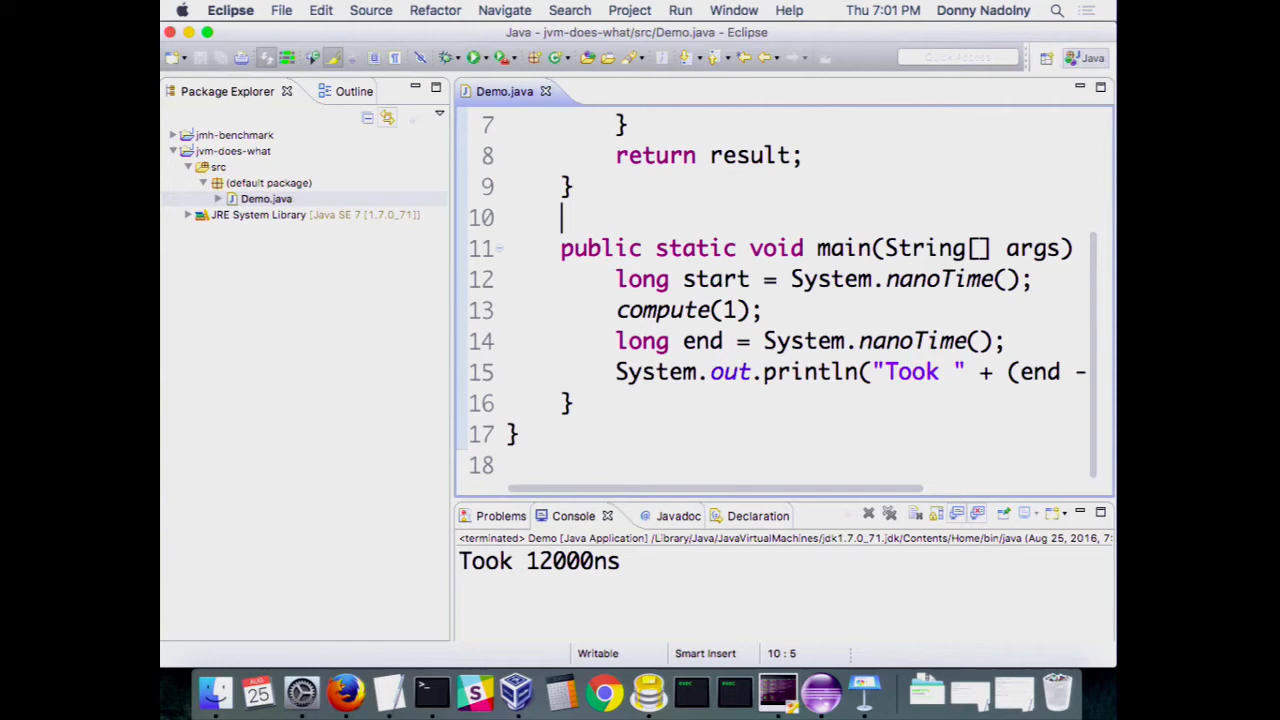 Eclipse File Edit Source Refactor Navigate Search Project Run Window Help Thu 7:01 PM Donny Nadolny
Java - jvm-does-what/src/Demo.java - Eclipse
Quick Access
Java
Package Explorer Outline
jmh-benchmark
jvm-does-what
src
(default package)
Demo.java
JRE System Library [Java SE 7 [1.7.0_71]
Demo.java
7 }
8 return result;
9 }
10
11 public static void main(String[] args)
12 long start = System.nanoTime();
13 compute(1);
14 long end = System.nanoTime();
15 System.out.println("Took " + (end -
16 }
17 }
18
Problems Console Javadoc Declaration
<terminated> Demo [Java Application] /Library/Java/JavaVirtualMachines/jdk1.7.0_71.jdk/Contents/Home/bin/java (Aug 25, 2016, 7:
Took 12000ns
Writable Smart Insert 10 : 5
AUG
25
exec
exec